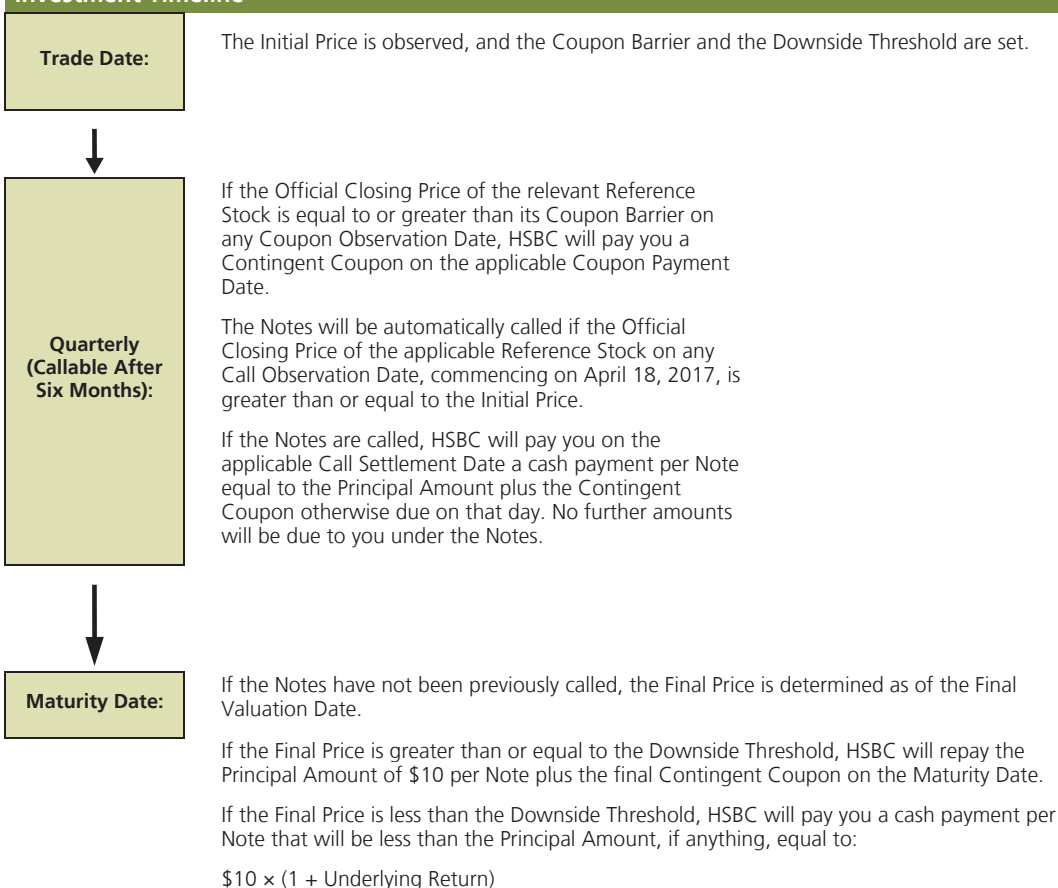 Trade Date:
The Initial Price is observed, and the Coupon Barrier and the Downside Threshold are set.
Quarterly
(Callable After
Six Months):
If the Official Closing Price of the relevant Reference
Stock is equal to or greater than its Coupon Barrier on
any Coupon Observation Date, HSBC will pay you a
Contingent Coupon on the applicable Coupon Payment
Date.
The Notes will be automatically called if the Official
Closing Price of the applicable Reference Stock on any
Call Observation Date, commencing on April 18, 2017, is
greater than or equal to the Initial Price.
If the Notes are called, HSBC will pay you on the
applicable Call Settlement Date a cash payment per Note
equal to the Principal Amount plus the Contingent
Coupon otherwise due on that day. No further amounts
will be due to you under the Notes.
Maturity Date:
If the Notes have not been previously called, the Final Price is determined as of the Final
Valuation Date.
If the Final Price is greater than or equal to the Downside Threshold, HSBC will repay the
Principal Amount of $10 per Note plus the final Contingent Coupon on the Maturity Date.
If the Final Price is less than the Downside Threshold, HSBC will pay you a cash payment per
Note that will be less than the Principal Amount, if anything, equal to:
$10 × (1 + Underlying Return)